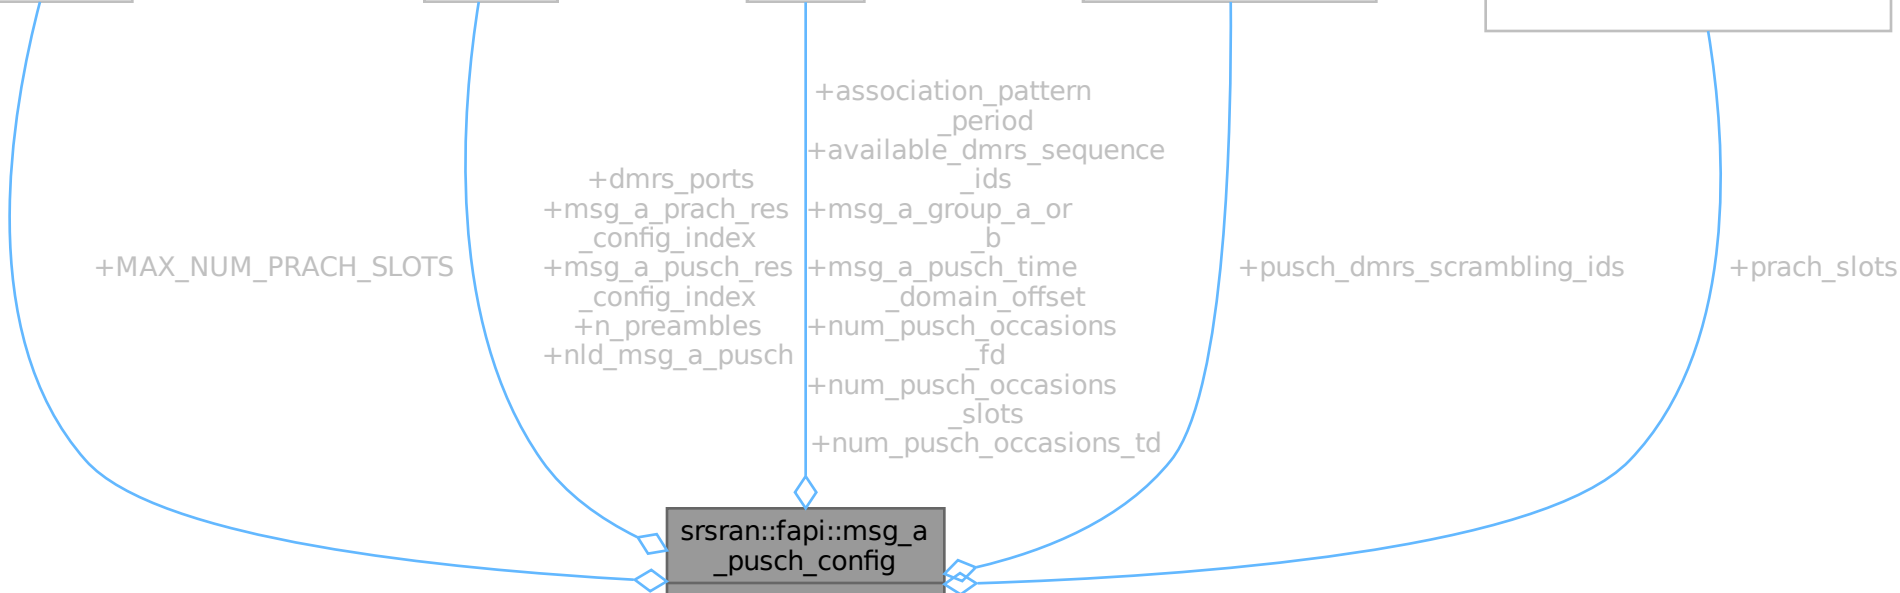 +MAX_NUM_PRACH_SLOTS
+dmrs_ports
+msg_a_prach_res
_config_index
+msg_a_pusch_res
_config_index
+n_preambles
+nld_msg_a_pusch
+association_pattern
_period
+available_dmrs_sequence
_ids
+msg_a_group_a_or
_b
+msg_a_pusch_time
_domain_offset
+num_pusch_occasions
_fd
+num_pusch_occasions
_slots
+num_pusch_occasions_td
+pusch_dmrs_scrambling_ids
+prach_slots
srsran::fapi::msg_a
_pusch_config